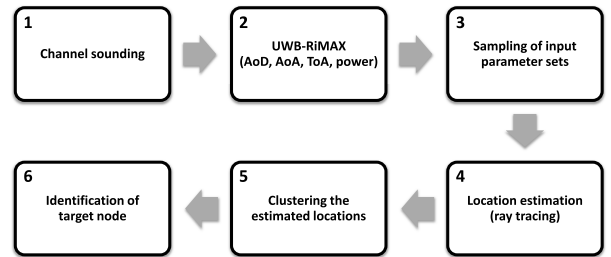 1
Channel sounding
2
UWB-RiMAX
(AoD, AoA, ToA, power)
3
Sampling of input
parameter sets
4
Location estimation
(ray tracing)
5
Clustering the
estimated locations
6
Identification of
target node